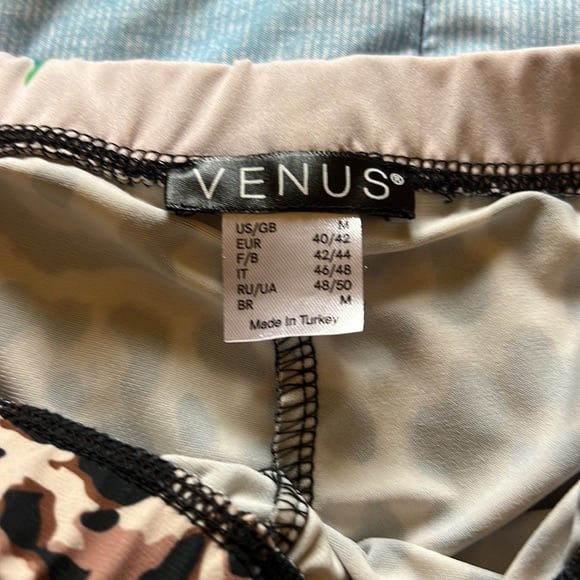 VENUS®
US/GB M
EUR 40/42
F/B 42/44
IT 46/48
RU/UA 48/50
BR M
Made In Turkey